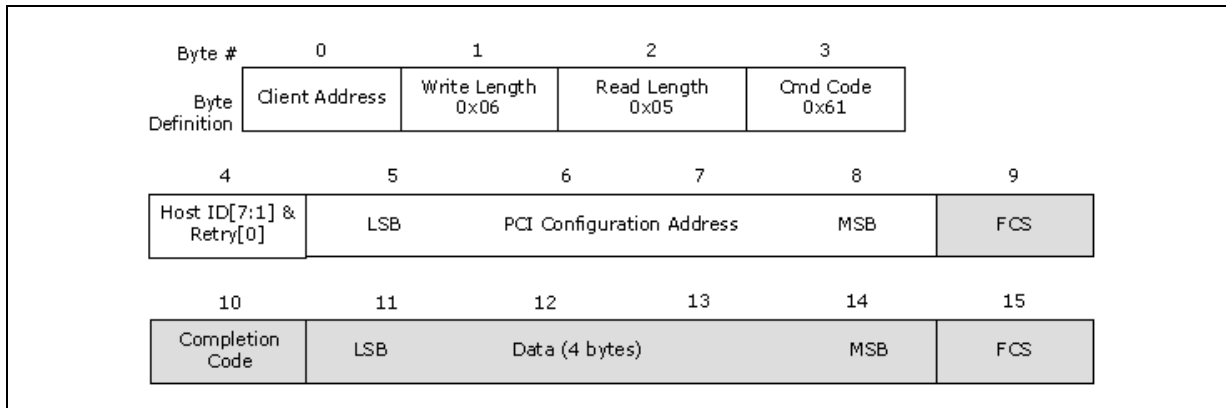 Byte # 0 1 2 3
Byte Definition Client Address Write Length 0x06 Read Length 0x05 Cmd Code 0x61
4 5 6 7 8 9
Host ID[7:1] & Retry[0] LSB PCI Configuration Address MSB FCS
10 11 12 13 14 15
Completion Code LSB Data (4 bytes) MSB FCS